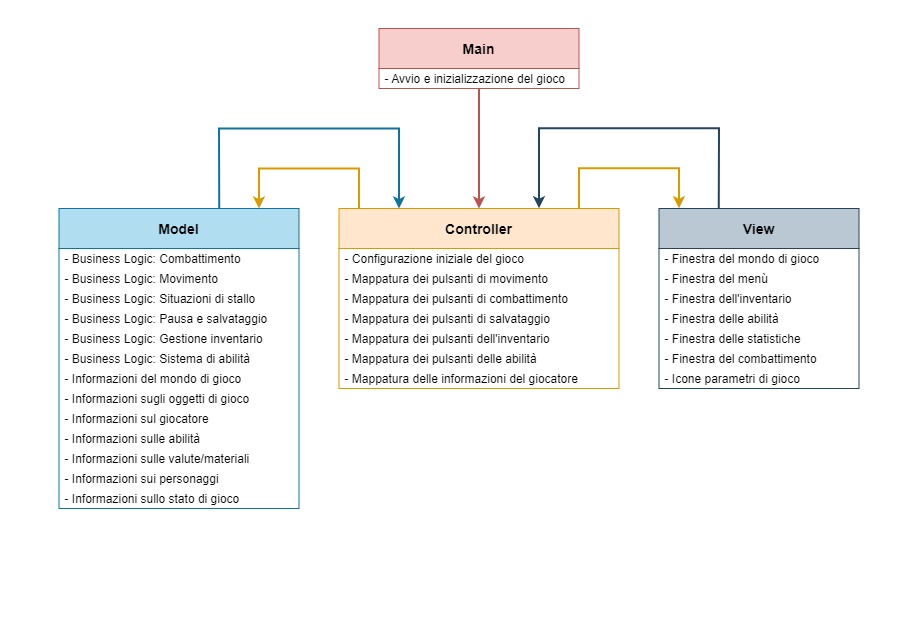 Main
- Avvio e inizializzazione del gioco
Model
- Business Logic: Combattimento
- Business Logic: Movimento
- Business Logic: Situazioni di stallo
- Business Logic: Pausa e salvataggio
- Business Logic: Gestione inventario
- Business Logic: Sistema di abilità
- Informazioni del mondo di gioco
- Informazioni sugli oggetti di gioco
- Informazioni sul giocatore
- Informazioni sulle abilità
- Informazioni sulle valute/materiali
- Informazioni sui personaggi
- Informazioni sullo stato di gioco
Controller
- Configurazione iniziale del gioco
- Mappatura dei pulsanti di movimento
- Mappatura dei pulsanti di combattimento
- Mappatura dei pulsanti di salvataggio
- Mappatura dei pulsanti dell'inventario
- Mappatura dei pulsanti delle abilità
- Mappatura delle informazioni del giocatore
View
- Finestra del mondo di gioco
- Finestra del menù
- Finestra dell'inventario
- Finestra delle abilità
- Finestra delle statistiche
- Finestra del combattimento
- Icone parametri di gioco